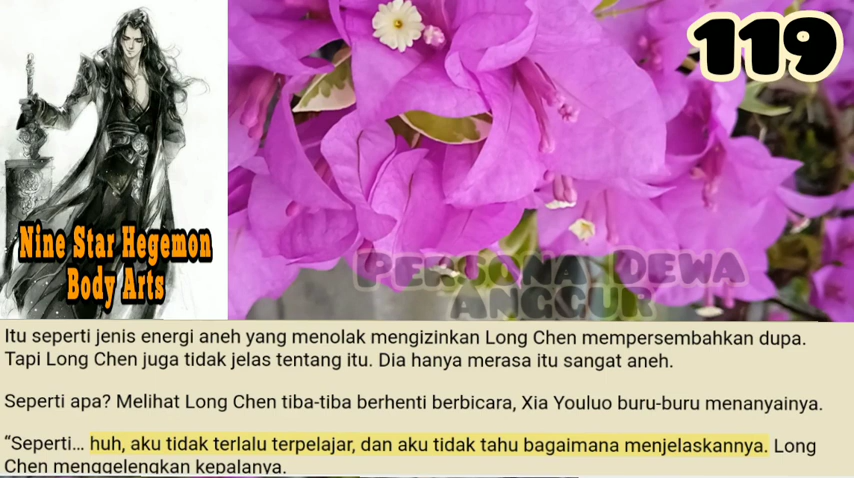 119
Nine Star Hegemon
Body Arts
Persona Dewa
Anggur
Itu seperti jenis energi aneh yang menolak mengizinkan Long Chen mempersembahkan dupa.
Tapi Long Chen juga tidak jelas tentang itu. Dia hanya merasa itu sangat aneh.
Seperti apa? Melihat Long Chen tiba-tiba berhenti berbicara, Xia Youluo buru-buru menanyainya.
“Seperti... huh, aku tidak terlalu terpelajar, dan aku tidak tahu bagaimana menjelaskannya. Long
Chen menggelengkan kepalanya.